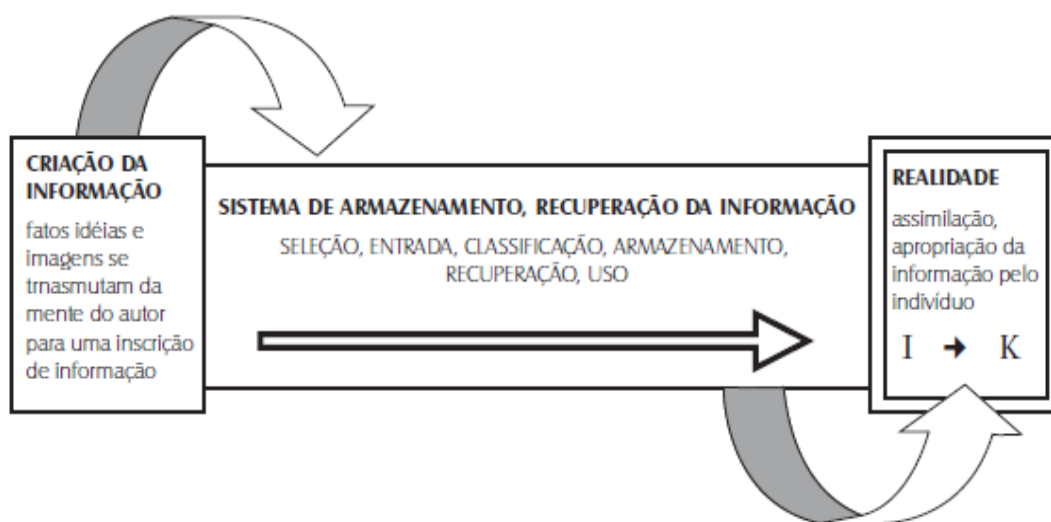 CRIAÇÃO DA
INFORMAÇÃO
fatos idéias e
imagens se
trnasmutam da
mente do autor
para uma inscrição
de informação
SISTEMA DE ARMAZENAMENTO, RECUPERAÇÃO DA INFORMAÇÃO
SELEÇÃO, ENTRADA, CLASSIFICAÇÃO, ARMAZENAMENTO,
RECUPERAÇÃO, USO
REALIDADE
assimilação,
apropriação da
informação pelo
indivíduo
I → K